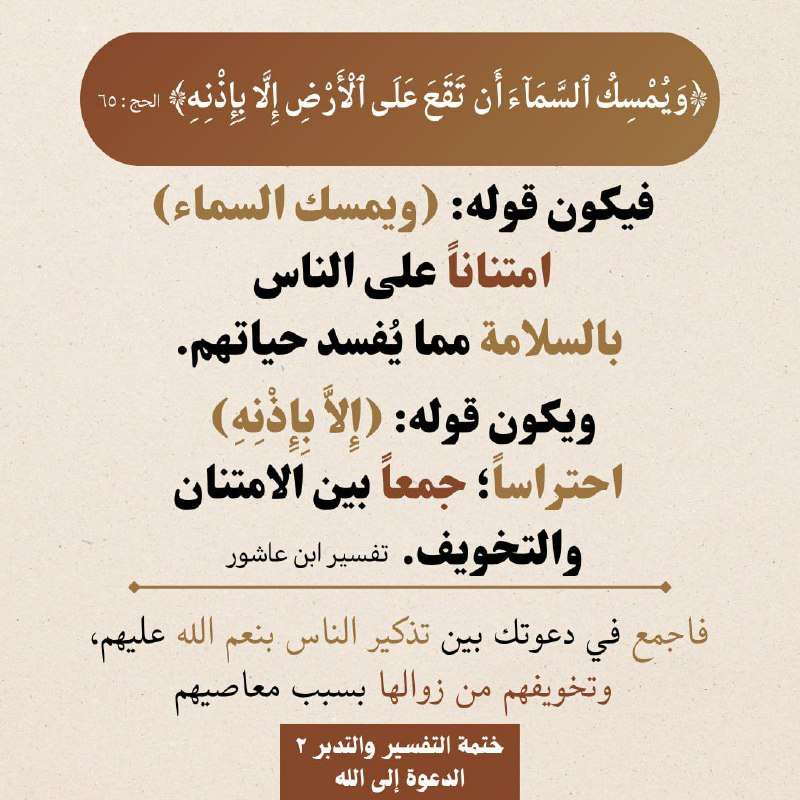 ﴿وَيُمْسِكُ ٱلسَّمَآءَ أَن تَقَعَ عَلَى ٱلْأَرْضِ إِلَّا بِإِذْنِهِ﴾ الحج: ٦٥
فيكون قوله: (ويمسك السماء)
امتناناً على الناس
بالسلامة مما يُفسد حياتهم.
ويكون قوله: (إِلاَّ بِإِذْنِهِ)
احتراساً؛ جمعاً بين الامتنان
والتخويف. تفسير ابن عاشور
فاجمع في دعوتك بين تذكير الناس بنعم الله عليهم،
وتخويفهم من زوالها بسبب معاصيهم
ختمة التفسير والتدبر ٢
الدعوة إلى الله